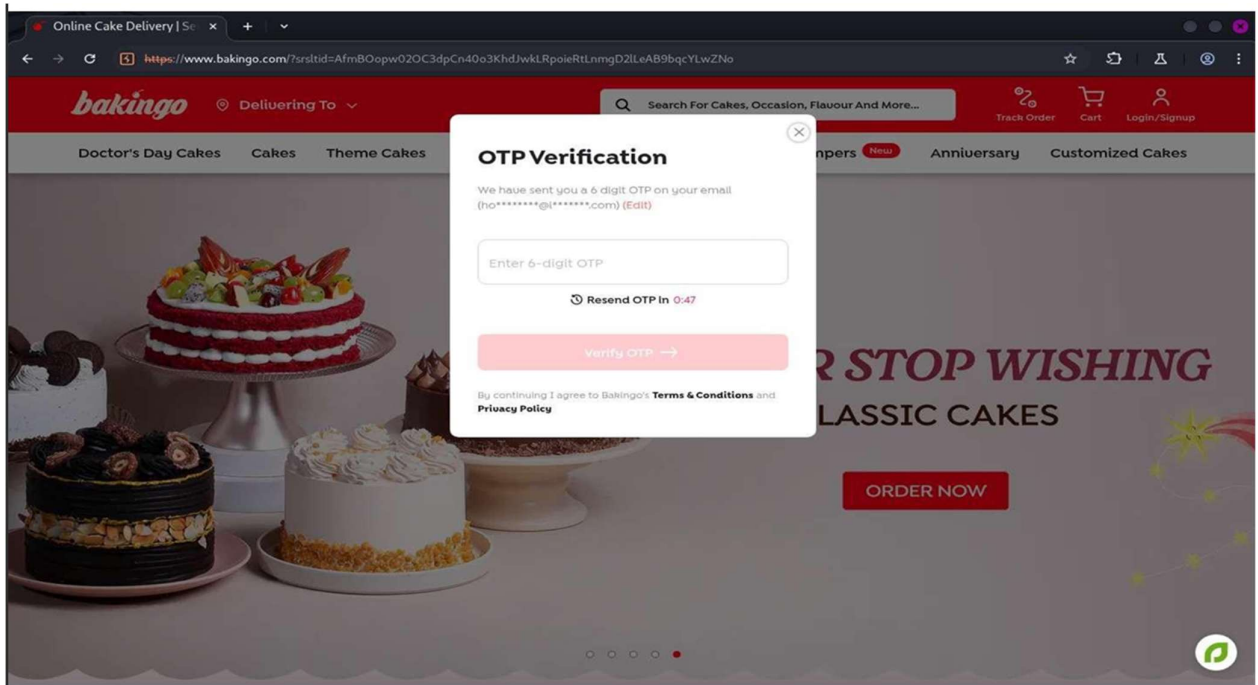 Online Cake Delivery | Se
https://www.bakingo.com/?srsltid=AfmBOopw02OC3dpCn40o3KhdJwkLRpoieRtLnmgD2lLeAB9bqcYLwZNo
bakingo
Delivering To
Search For Cakes, Occasion, Flavour And More...
Track Order
Cart
Login/Signup
Doctor's Day Cakes
Cakes
Theme Cakes
mpers
New
Anniversary
Customized Cakes
OTP Verification
We have sent you a 6 digit OTP on your email
(ho********@i*******.com) (Edit)
Enter 6-digit OTP
Resend OTP in 0:47
Verify OTP
By continuing I agree to Bakingo's Terms & Conditions and
Privacy Policy
R STOP WISHING
LASSIC CAKES
ORDER NOW